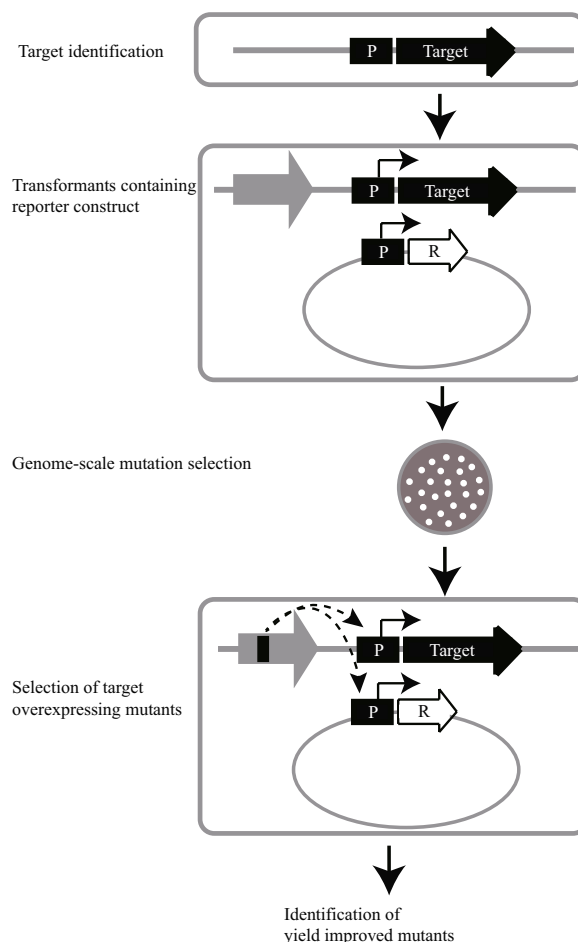 Target identification
P Target
Transformants containing
reporter construct
P Target
P R
Genome-scale mutation selection
Selection of target
overexpressing mutants
P Target
P R
Identification of
yield improved mutants